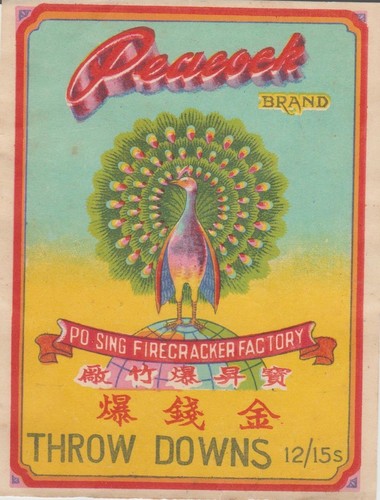 Peacock
BRAND
PO SING FIRECRACKER FACTORY
寶昇爆竹廠
金錢爆
THROW DOWNS 12/15s